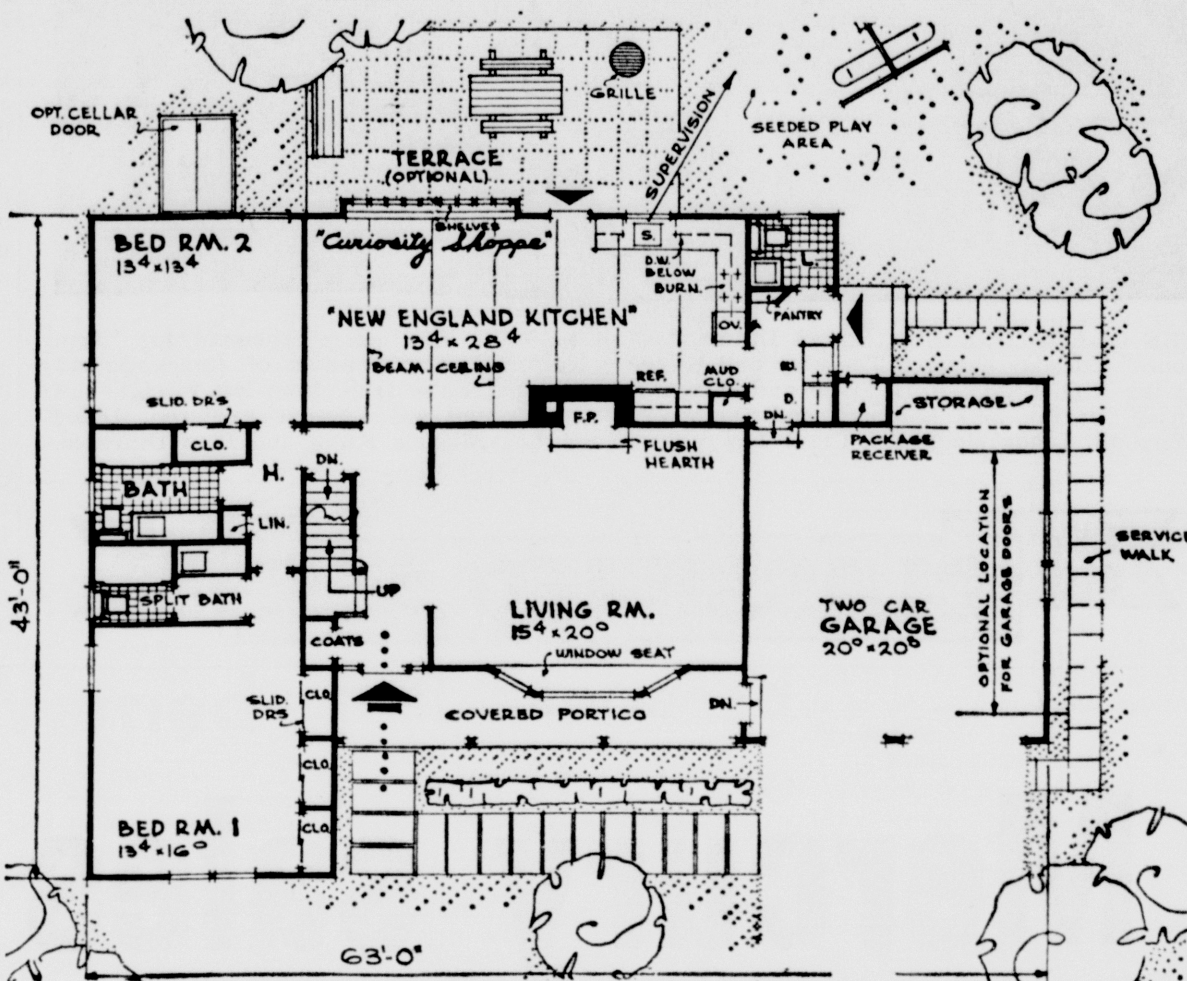 OPT. CELLAR
DOOR
GRILLE
SUPERVISION
SEEDED PLAY
AREA
TERRACE
(OPTIONAL)
SHELVES
BED RM. 2
13⁴ x 13⁴
"Curiosity Shoppe"
S.
D.W.
BELOW
BURN.
L.
"NEW ENGLAND KITCHEN"
13⁴ x 28⁴
OV.
PANTRY
BEAM CEILING
REF.
MUD
CLO.
D.
DN.
STORAGE
SLID. DR'S
CLO.
F.P.
FLUSH
HEARTH
PACKAGE
RECEIVER
H.
DN.
BATH
LIN.
OPTIONAL LOCATION
FOR GARAGE DOORS
SERVICE
WALK
43'-0"
SPLIT BATH
UP
LIVING RM.
15⁴ x 20⁰
TWO CAR
GARAGE
20⁰ x 20⁸
COATS
WINDOW SEAT
SLID.
DRS
CLO.
COVERED PORTICO
DN.
CLO.
BED RM. 1
13⁴ x 16⁰
CLO.
63'-0"